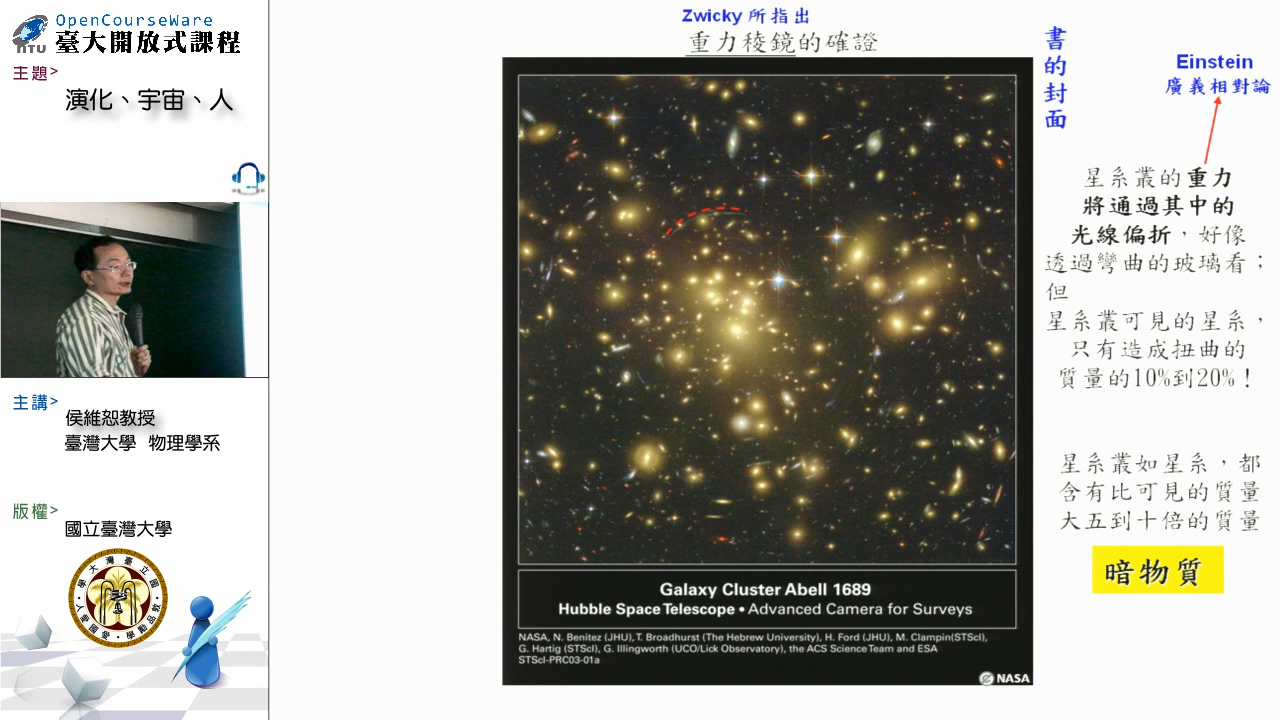 OpenCourseWare
NTU 臺大開放式課程
主題>
演化、宇宙、人
主講>
侯維恕教授
臺灣大學 物理學系
版權>
國立臺灣大學
Zwicky 所指出
重力稜鏡的確證
書的封面
Einstein
廣義相對論
星系叢的重力
將通過其中的
光線偏折，好像
透過彎曲的玻璃看；
但
星系叢可見的星系，
只有造成扭曲的
質量的10%到20%！
星系叢如星系，都
含有比可見的質量
大五到十倍的質量
暗物質
Galaxy Cluster Abell 1689
Hubble Space Telescope • Advanced Camera for Surveys
NASA, N. Benitez (JHU), T. Broadhurst (The Hebrew University), H. Ford (JHU), M. Clampin(STScI),
G. Hartig (STScI), G. Illingworth (UCO/Lick Observatory), the ACS Science Team and ESA
STScI-PRC03-01a
NASA